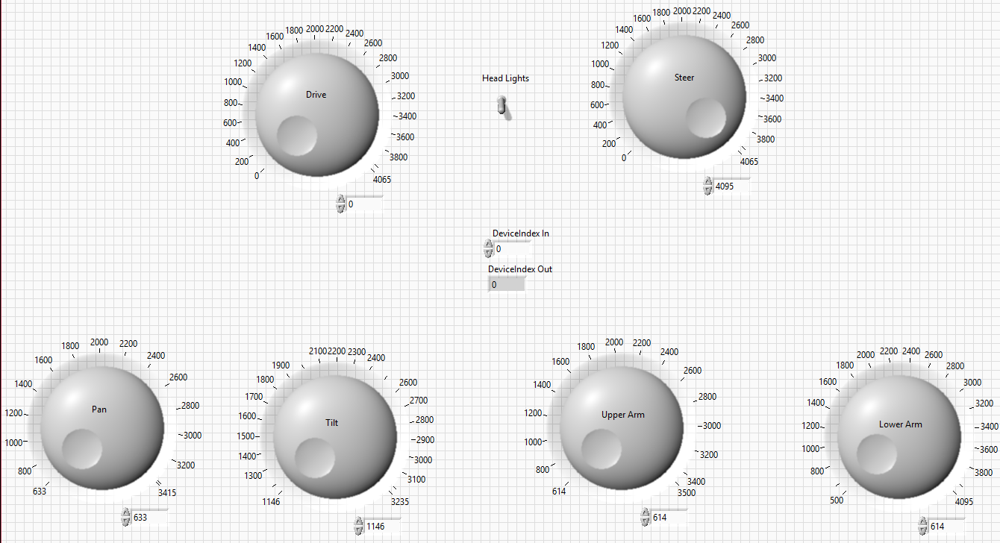 1800 2000 2200 2400 2600 2800 3000 3200 3400 3600 3800 4065
1600 1400 1200 1000 800 600 400 200 0
Steer
4095
1800 2000 2200 2400 2600 2800 3000 3200 3400 3600 3800 4065
1600 1400 1200 1000 800 600 400 200 0
Drive
0
Head Lights
DeviceIndex In
0
DeviceIndex Out
0
1800 2000 2200 2400 2600 2800 3000 3200 3415
1600 1400 1200 1000 800 633
Pan
633
2100 2200 2300 2400 2600 2700 2800 2900 3000 3100 3235
1900 1800 1700 1600 1500 1400 1300 1146
Tilt
1146
1800 2000 2200 2400 2600 2800 3000 3200 3400 3500
1600 1400 1200 1000 800 614
Upper Arm
614
2000 2200 2400 2600 2800 3000 3200 3400 3600 3800 4095
1800 1600 1400 1200 1000 800 500
Lower Arm
614